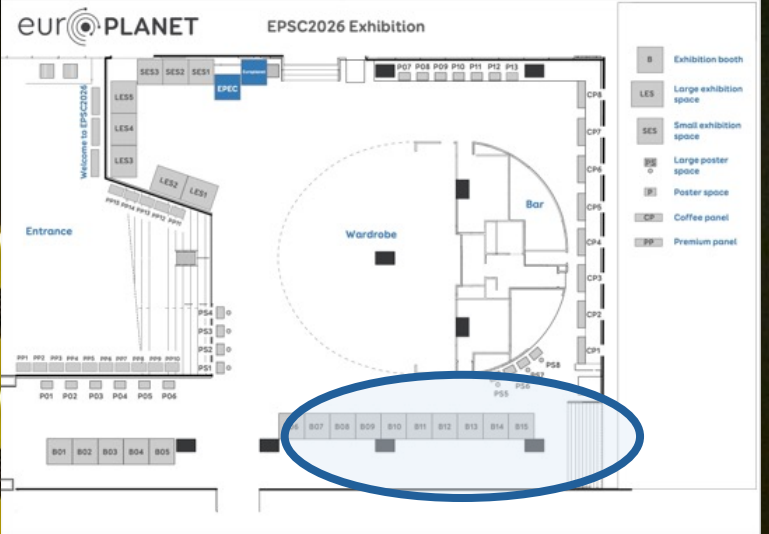 eur PLANET
EPSC2026 Exhibition
SES3 SES2 SES1
Europlanet
EPEC
P07 P08 P09 P10 P11 P12 P13
LES5
LES4
LES3
LES2 LES1
Welcome to EPSC2026
PP15 PP14 PP13 PP12 PP11
Entrance
Wardrobe
Bar
CP8
CP7
CP6
CP5
CP4
CP3
CP2
CP1
PS4
PS3
PS2
PS1
PP1 PP2 PP3 PP4 PP5 PP6 PP7 PP8 PP9 PP10
P01 P02 P03 P04 P05 P06
PS8
PS7
PS6
PS5
B07 B08 B09 B10 B11 B12 B13 B14 B15
B01 B02 B03 B04 B05
B Exhibition booth
LES Large exhibition
space
SES Small exhibition
space
PS Large poster
space
P Poster space
CP Coffee panel
PP Premium panel